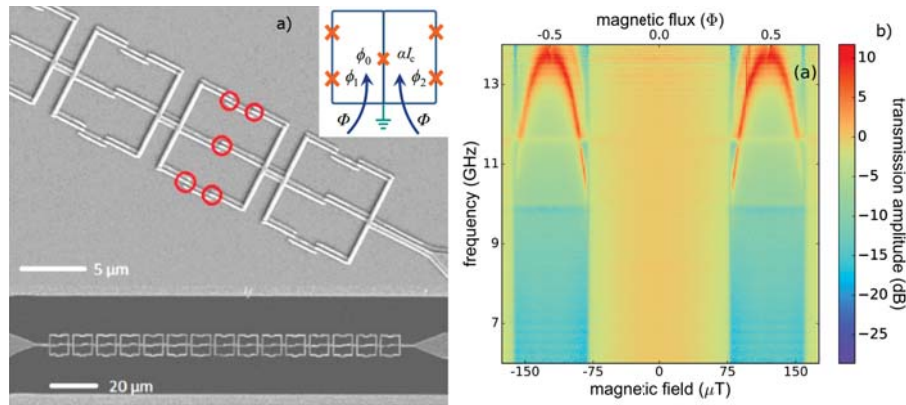 a)
ϕ₀
αI_c
ϕ₁
ϕ₂
Φ
Φ
5 µm
20 µm
magnetic flux (Φ)
-0.5
0.0
0.5
b)
(a)
13
11
9
7
frequency (GHz)
-150
-75
0
75
150
magnetic field (µT)
10
5
0
−5
−10
−15
−20
−25
transmission amplitude (dB)